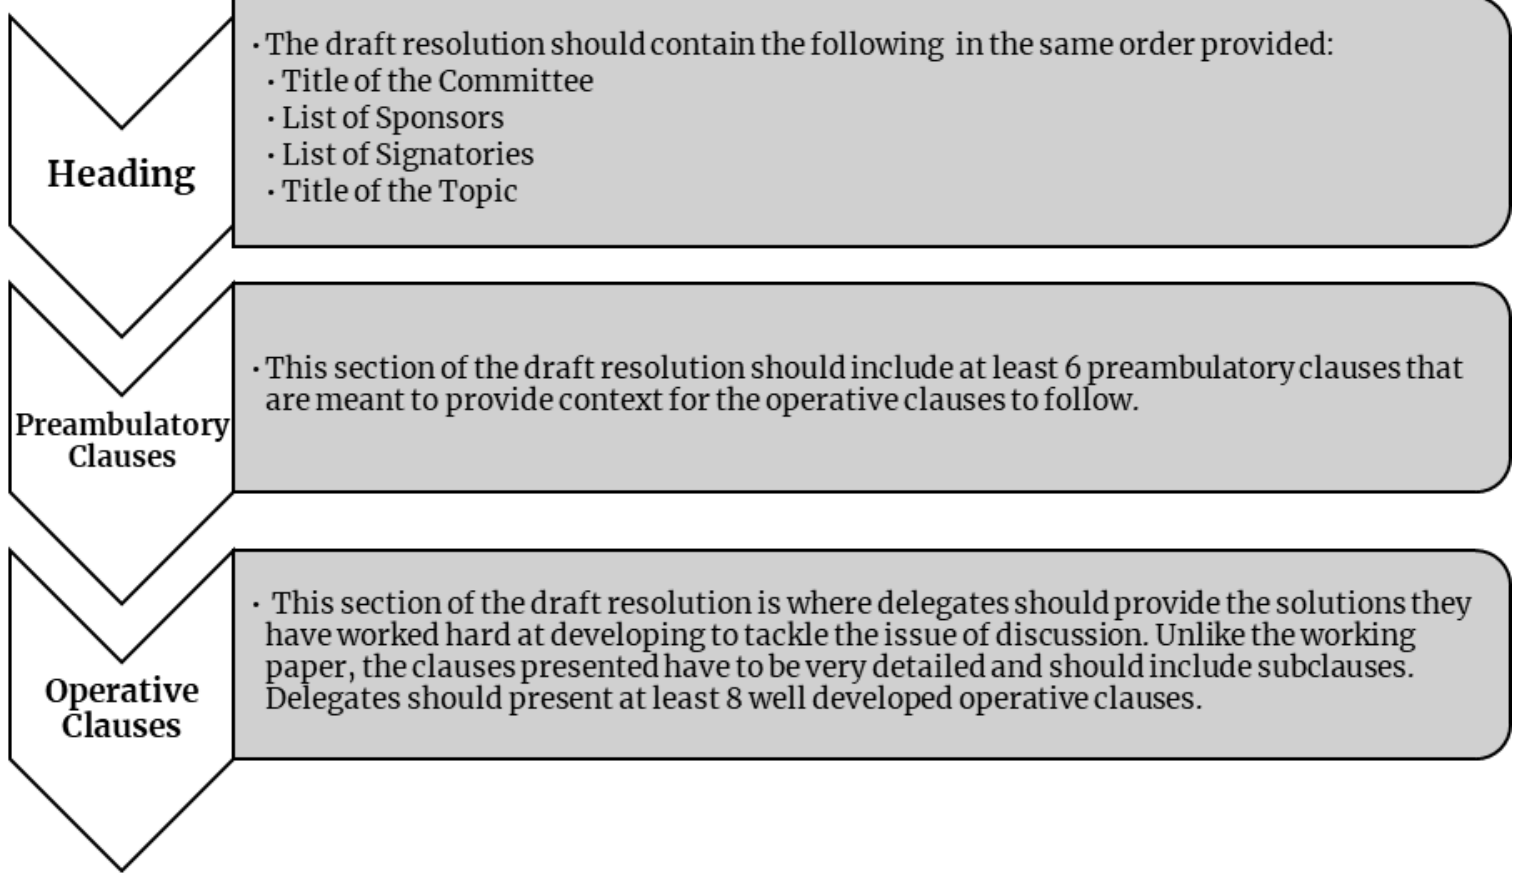 Heading
· The draft resolution should contain the following in the same order provided:
· Title of the Committee
· List of Sponsors
· List of Signatories
· Title of the Topic
Preambulatory
Clauses
· This section of the draft resolution should include at least 6 preambulatory clauses that
are meant to provide context for the operative clauses to follow.
Operative
Clauses
· This section of the draft resolution is where delegates should provide the solutions they
have worked hard at developing to tackle the issue of discussion. Unlike the working
paper, the clauses presented have to be very detailed and should include subclauses.
Delegates should present at least 8 well developed operative clauses.